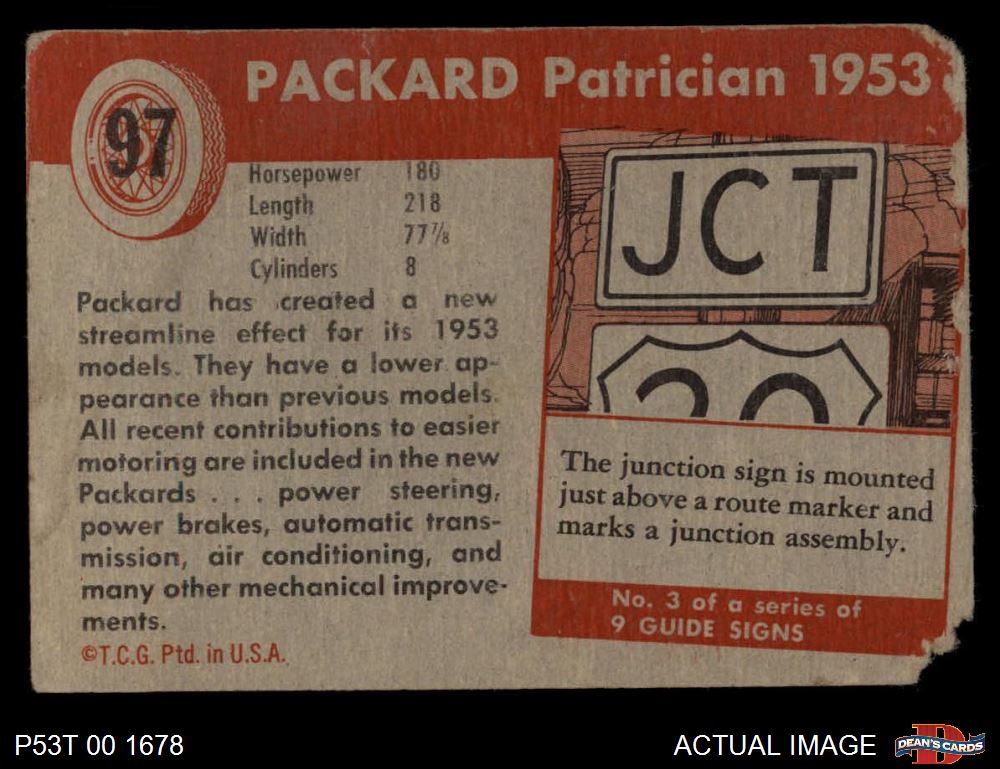 97
PACKARD Patrician 1953
Horsepower 180
Length 218
Width 77⅞
Cylinders 8
Packard has created a new
streamline effect for its 1953
models. They have a lower ap-
pearance than previous models.
All recent contributions to easier
motoring are included in the new
Packards . . . power steering,
power brakes, automatic trans-
mission, air conditioning, and
many other mechanical improve-
ments.
©T.C.G. Ptd. in U.S.A.
JCT
30
The junction sign is mounted
just above a route marker and
marks a junction assembly.
No. 3 of a series of
9 GUIDE SIGNS
P53T 00 1678
ACTUAL IMAGE
D
DEAN'S CARDS